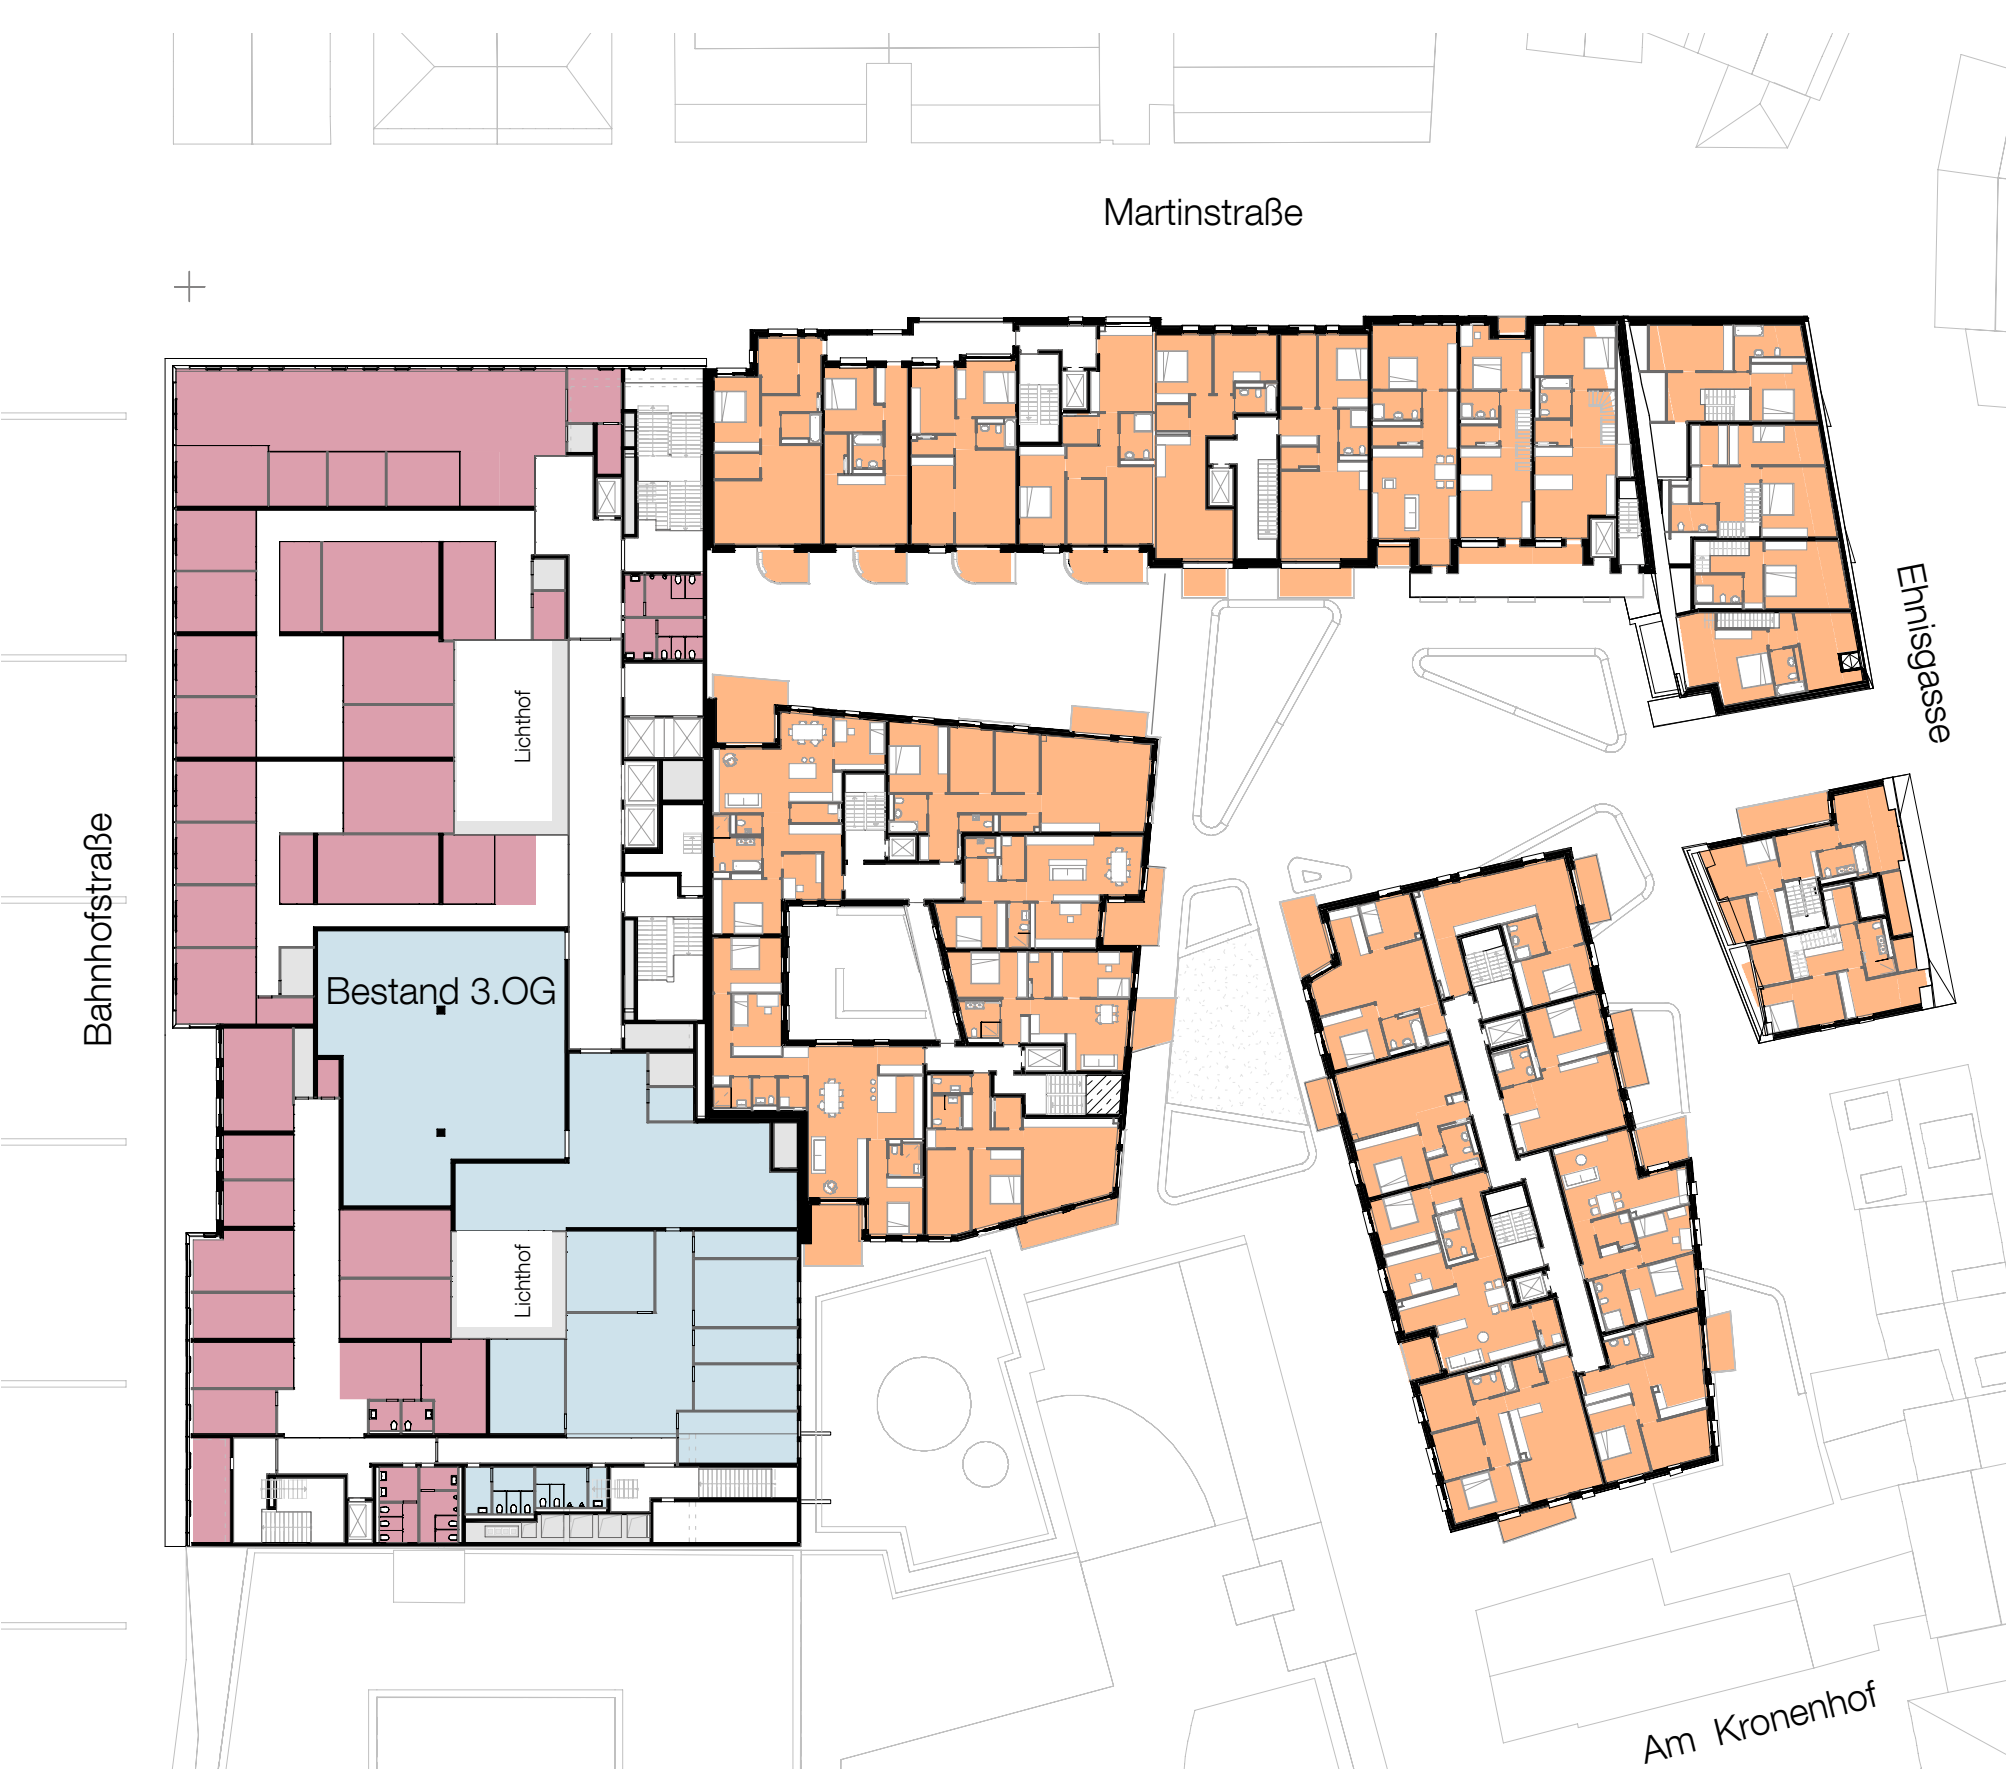 Martinstraße
Ehnisgasse
Lichthof
Bahnhofstraße
Bestand 3.OG
Lichthof
Am Kronenhof